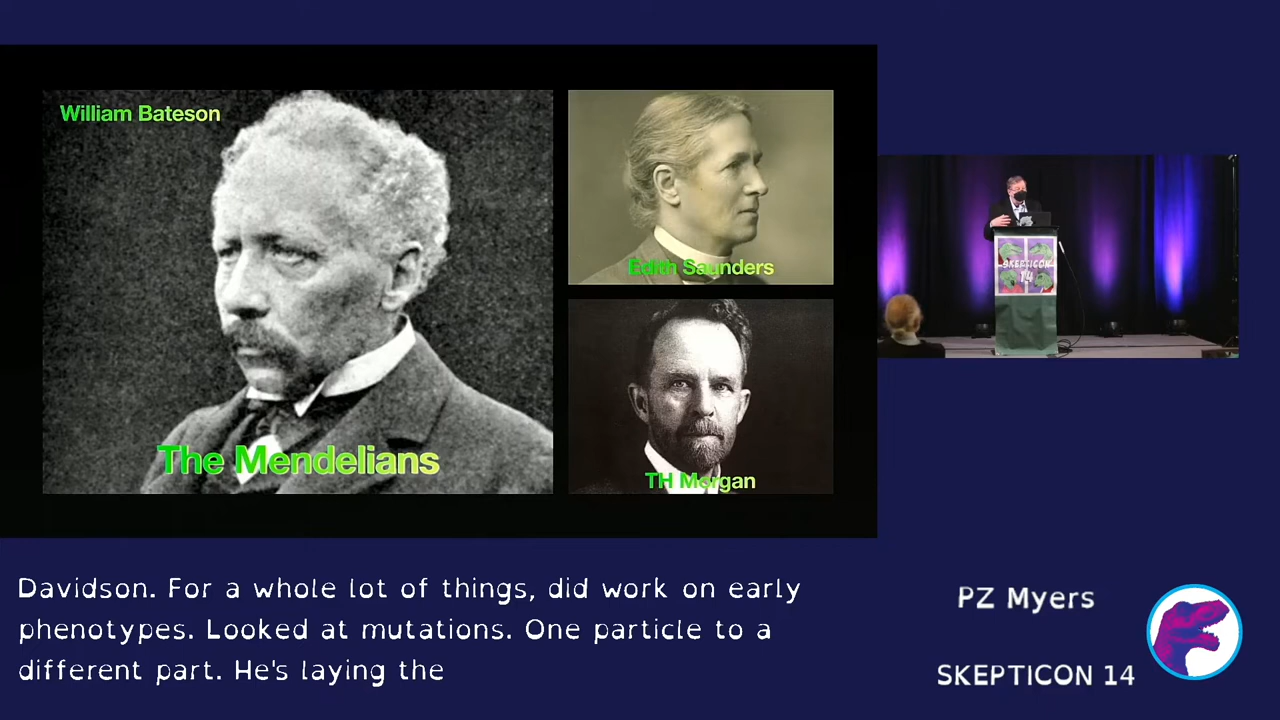 William Bateson
The Mendelians
Edith Saunders
TH Morgan
SKEPTICON
14
Davidson. For a whole lot of things, did work on early
phenotypes. Looked at mutations. One particle to a
different part. He's laying the
PZ Myers
SKEPTICON 14